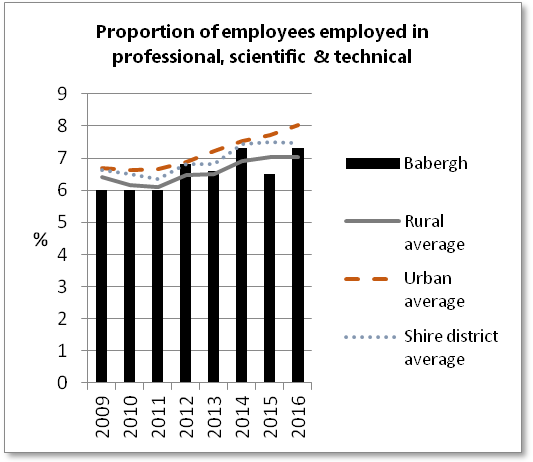 Proportion of employees employed in
professional, scientific & technical
9
8
7
6
5
4
3
2
1
0
%
2009
2010
2011
2012
2013
2014
2015
2016
Babergh
Rural
average
Urban
average
Shire district
average